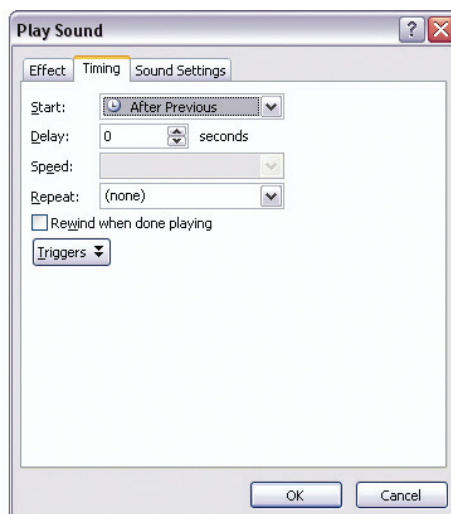 Play Sound
Effect Timing Sound Settings
Start: After Previous
Delay: 0 seconds
Speed:
Repeat: (none)
Rewind when done playing
Triggers
OK Cancel